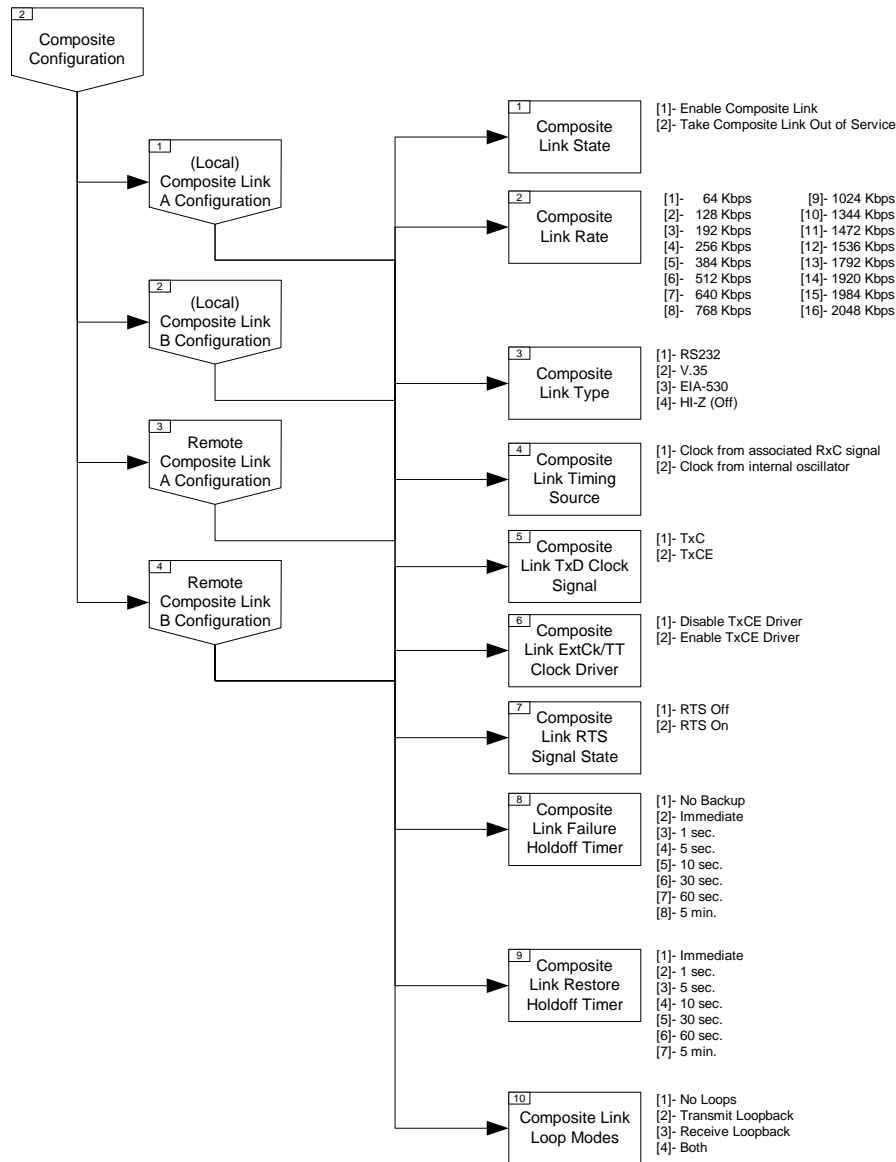 2
Composite
Configuration
1
(Local)
Composite Link
A Configuration
2
(Local)
Composite Link
B Configuration
3
Remote
Composite Link
A Configuration
4
Remote
Composite Link
B Configuration
1
Composite
Link State
[1]- Enable Composite Link
[2]- Take Composite Link Out of Service
2
Composite
Link Rate
[1]- 64 Kbps [9]- 1024 Kbps
[2]- 128 Kbps [10]- 1344 Kbps
[3]- 192 Kbps [11]- 1472 Kbps
[4]- 256 Kbps [12]- 1536 Kbps
[5]- 384 Kbps [13]- 1792 Kbps
[6]- 512 Kbps [14]- 1920 Kbps
[7]- 640 Kbps [15]- 1984 Kbps
[8]- 768 Kbps [16]- 2048 Kbps
3
Composite
Link Type
[1]- RS232
[2]- V.35
[3]- EIA-530
[4]- HI-Z (Off)
4
Composite
Link Timing
Source
[1]- Clock from associated RxC signal
[2]- Clock from internal oscillator
5
Composite
Link TxD Clock
Signal
[1]- TxC
[2]- TxCE
6
Composite
Link ExtCk/TT
Clock Driver
[1]- Disable TxCE Driver
[2]- Enable TxCE Driver
7
Composite
Link RTS
Signal State
[1]- RTS Off
[2]- RTS On
8
Composite
Link Failure
Holdoff Timer
[1]- No Backup
[2]- Immediate
[3]- 1 sec.
[4]- 5 sec.
[5]- 10 sec.
[6]- 30 sec.
[7]- 60 sec.
[8]- 5 min.
9
Composite
Link Restore
Holdoff Timer
[1]- Immediate
[2]- 1 sec.
[3]- 5 sec.
[4]- 10 sec.
[5]- 30 sec.
[6]- 60 sec.
[7]- 5 min.
10
Composite Link
Loop Modes
[1]- No Loops
[2]- Transmit Loopback
[3]- Receive Loopback
[4]- Both